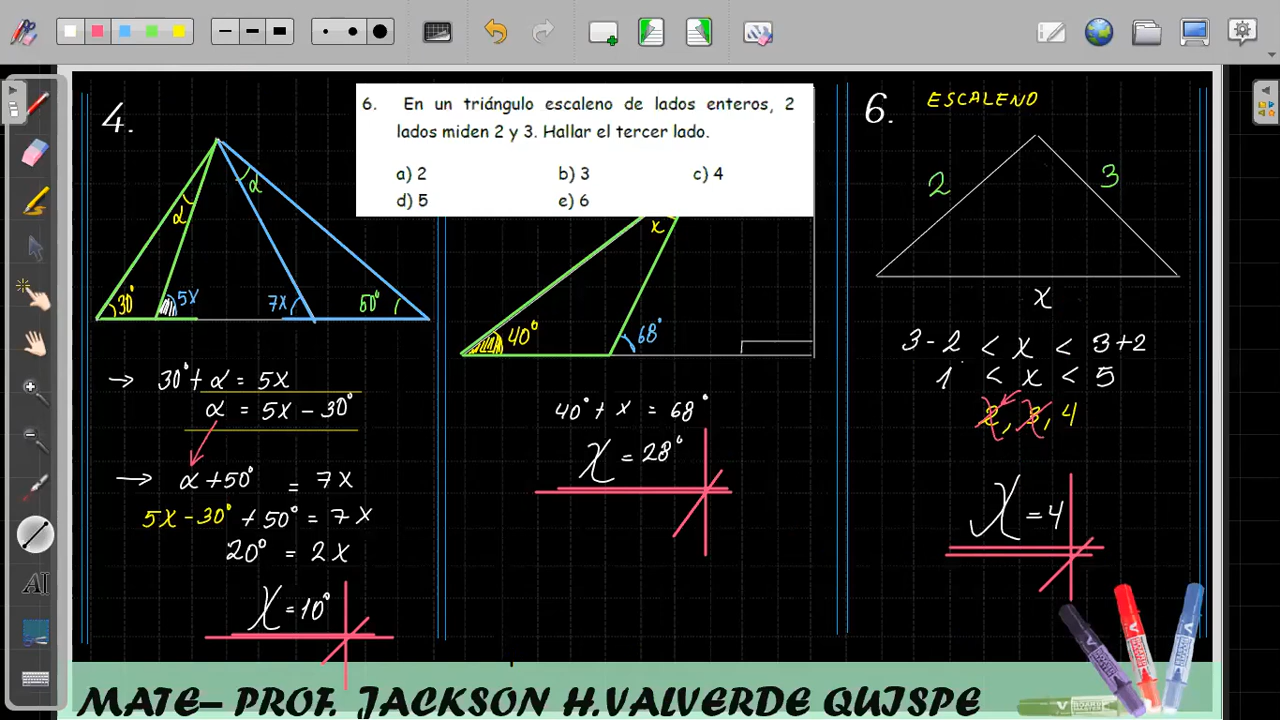 4.
α
α
30°
5X
7X
50°
→ 30° + α = 5X
α = 5X - 30°
→ α + 50° = 7X
5X - 30° + 50° = 7X
20° = 2X
X = 10°
6. En un triángulo escaleno de lados enteros, 2
lados miden 2 y 3. Hallar el tercer lado.
a) 2 b) 3 c) 4
d) 5 e) 6
x
40°
68°
40° + x = 68°
X = 28°
6. ESCALENO
2
3
X
3 - 2 < X < 3 + 2
1 < X < 5
2, 3, 4
X = 4
MATE– PROF. JACKSON H.VALVERDE QUISPE